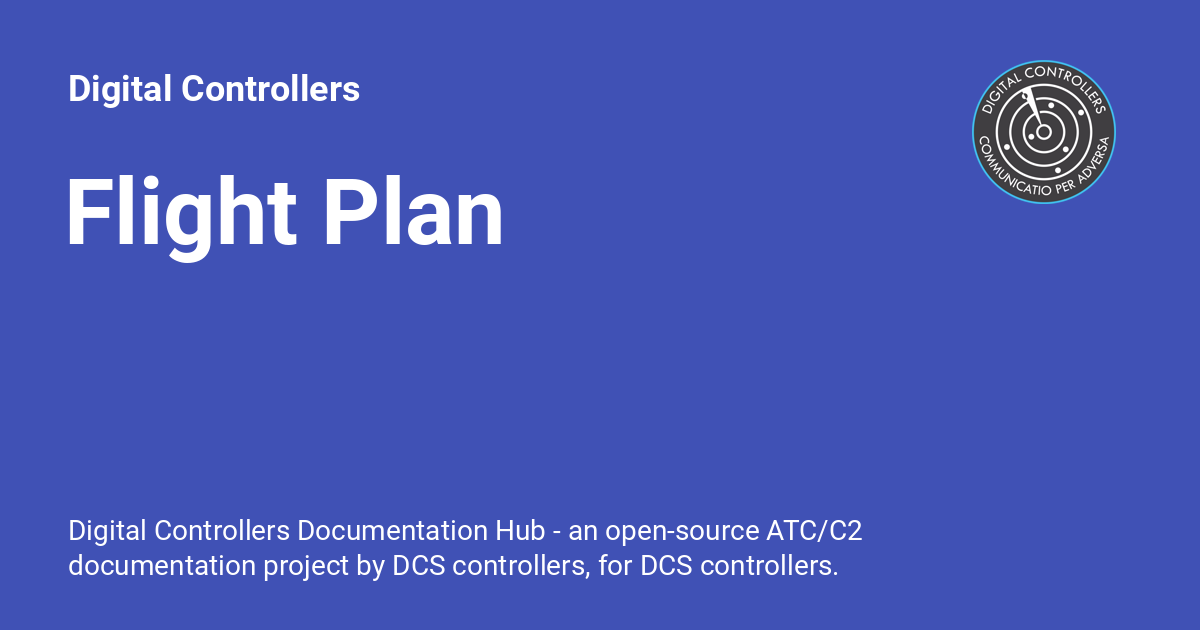 Digital Controllers
DIGITAL CONTROLLERS
COMMUNICATIO PER ADVERSA
Flight Plan
Digital Controllers Documentation Hub - an open-source ATC/C2
documentation project by DCS controllers, for DCS controllers.